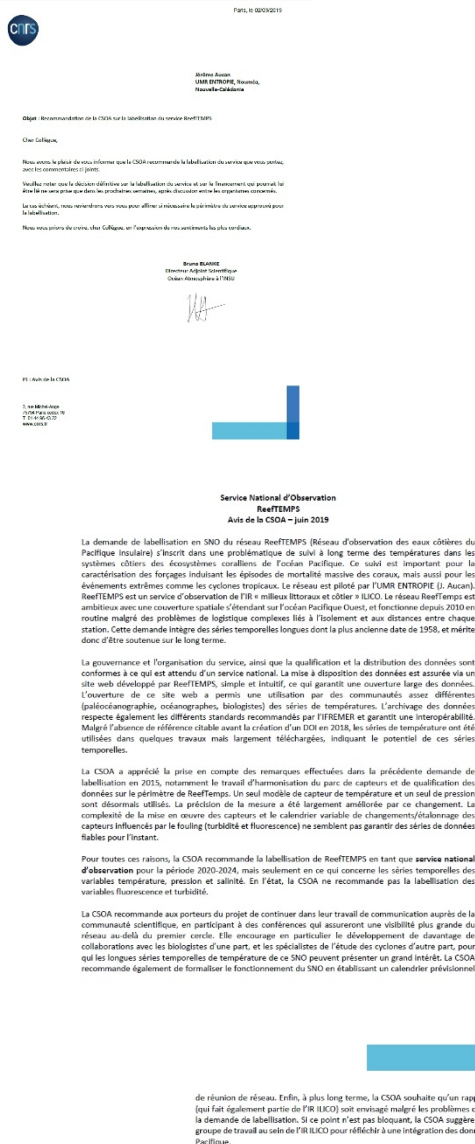 Paris, le 02/09/2019
cnrs
Jérôme Aucan
UMR ENTROPIE, Nouméa,
Nouvelle-Calédonie
Objet : Recommandation de la CSOA sur la labellisation du service ReefTEMPS
Cher Collègue,
Nous avons le plaisir de vous informer que la CSOA recommande la labellisation du service que vous portez,
avec les commentaires ci-joints.
Veuillez noter que la décision définitive sur la labellisation du service et sur le financement qui pourrait lui
être lié ne sera prise que dans les prochaines semaines, après discussion entre les organismes concernés.
Le cas échéant, nous reviendrons vers vous pour affiner si nécessaire le périmètre du service approuvé pour
la labellisation.
Nous vous prions de croire, cher Collègue, en l'expression de nos sentiments les plus cordiaux.
Bruno BLANKE
Directeur Adjoint Scientifique
Océan-Atmosphère à l'INSU
PJ : Avis de la CSOA
7, rue Michel-Ange
75794 Paris cedex 16
T. 01 44 96 43 77
www.cnrs.fr
Service National d'Observation
ReefTEMPS
Avis de la CSOA – juin 2019
La demande de labellisation en SNO du réseau ReefTEMPS (Réseau d'observation des eaux côtières du
Pacifique insulaire) s'inscrit dans une problématique de suivi à long terme des températures dans les
systèmes côtiers des écosystèmes coralliens de l'océan Pacifique. Ce suivi est important pour la
caractérisation des forçages induisant les épisodes de mortalité massive des coraux, mais aussi pour les
événements extrêmes comme les cyclones tropicaux. Le réseau est piloté par l'UMR ENTROPIE (J. Aucan).
ReefTEMPS est un service d'observation de l'IR « milieux littoraux et côtier » ILICO. Le réseau ReefTemps est
ambitieux avec une couverture spatiale s'étendant sur l'océan Pacifique Ouest, et fonctionne depuis 2010 en
routine malgré des problèmes de logistique complexes liés à l'isolement et aux distances entre chaque
station. Cette demande intègre des séries temporelles longues dont la plus ancienne date de 1958, et mérite
donc d'être soutenue sur le long terme.
La gouvernance et l'organisation du service, ainsi que la qualification et la distribution des données sont
conformes à ce qui est attendu d'un service national. La mise à disposition des données est assurée via un
site web développé par ReefTEMPS, simple et intuitif, ce qui garantit une ouverture large des données.
L'ouverture de ce site web a permis une utilisation par des communautés assez différentes
(paléocéanographie, océanographes, biologistes) des séries de températures. L'archivage des données
respecte également les différents standards recommandés par l'IFREMER et garantit une interopérabilité.
Malgré l'absence de référence citable avant la création d'un DOI en 2018, les séries de température ont été
utilisées dans quelques travaux mais largement téléchargées, indiquant le potentiel de ces séries
temporelles.
La CSOA a apprécié la prise en compte des remarques effectuées dans la précédente demande de
labellisation en 2015, notamment le travail d'harmonisation du parc de capteurs et de qualification des
données sur le périmètre de ReefTemps. Un seul modèle de capteur de température et un seul de pression
sont désormais utilisés. La précision de la mesure a été largement améliorée par ce changement. La
complexité de la mise en œuvre des capteurs et le calendrier variable de changements/étalonnage des
capteurs influencés par le fouling (turbidité et fluorescence) ne semblent pas garantir des séries de données
fiables pour l'instant.
Pour toutes ces raisons, la CSOA recommande la labellisation de ReefTEMPS en tant que service national
d'observation pour la période 2020-2024, mais seulement en ce qui concerne les séries temporelles des
variables température, pression et salinité. En l'état, la CSOA ne recommande pas la labellisation des
variables fluorescence et turbidité.
La CSOA recommande aux porteurs du projet de continuer dans leur travail de communication auprès de la
communauté scientifique, en participant à des conférences qui assureront une visibilité plus grande du
réseau au-delà du premier cercle. Elle encourage en particulier le développement de davantage de
collaborations avec les biologistes d'une part, et les spécialistes de l'étude des cyclones d'autre part, pour
qui les longues séries temporelles de température de ce SNO peuvent présenter un grand intérêt. La CSOA
recommande également de formaliser le fonctionnement du SNO en établissant un calendrier prévisionnel
de réunion de réseau. Enfin, à plus long terme, la CSOA souhaite qu'un rapp
(qui fait également partie de l'IR ILICO) soit envisagé malgré les problèmes d
la demande de labellisation. Si ce point n'est pas bloquant, la CSOA suggère
groupe de travail au sein de l'IR ILICO pour réfléchir à une intégration des donn
Pacifique.